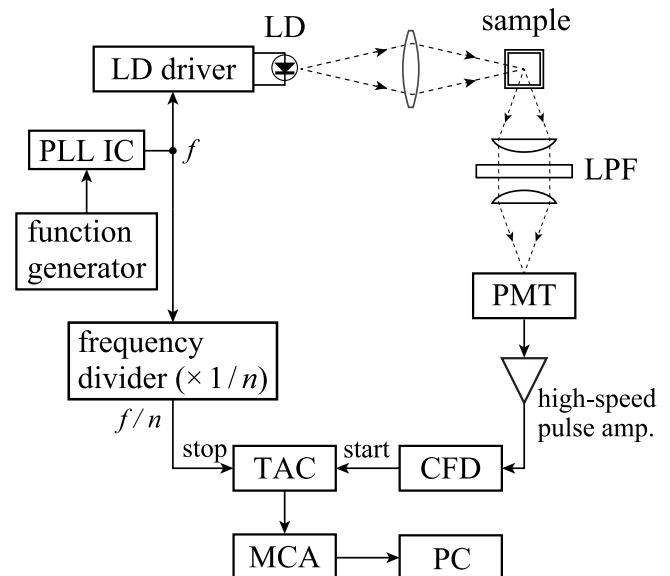 LD
sample
LD driver
PLL IC
f
LPF
function
generator
PMT
frequency
divider (× 1/n)
high-speed
pulse amp.
f/n
stop
start
TAC
CFD
MCA
PC